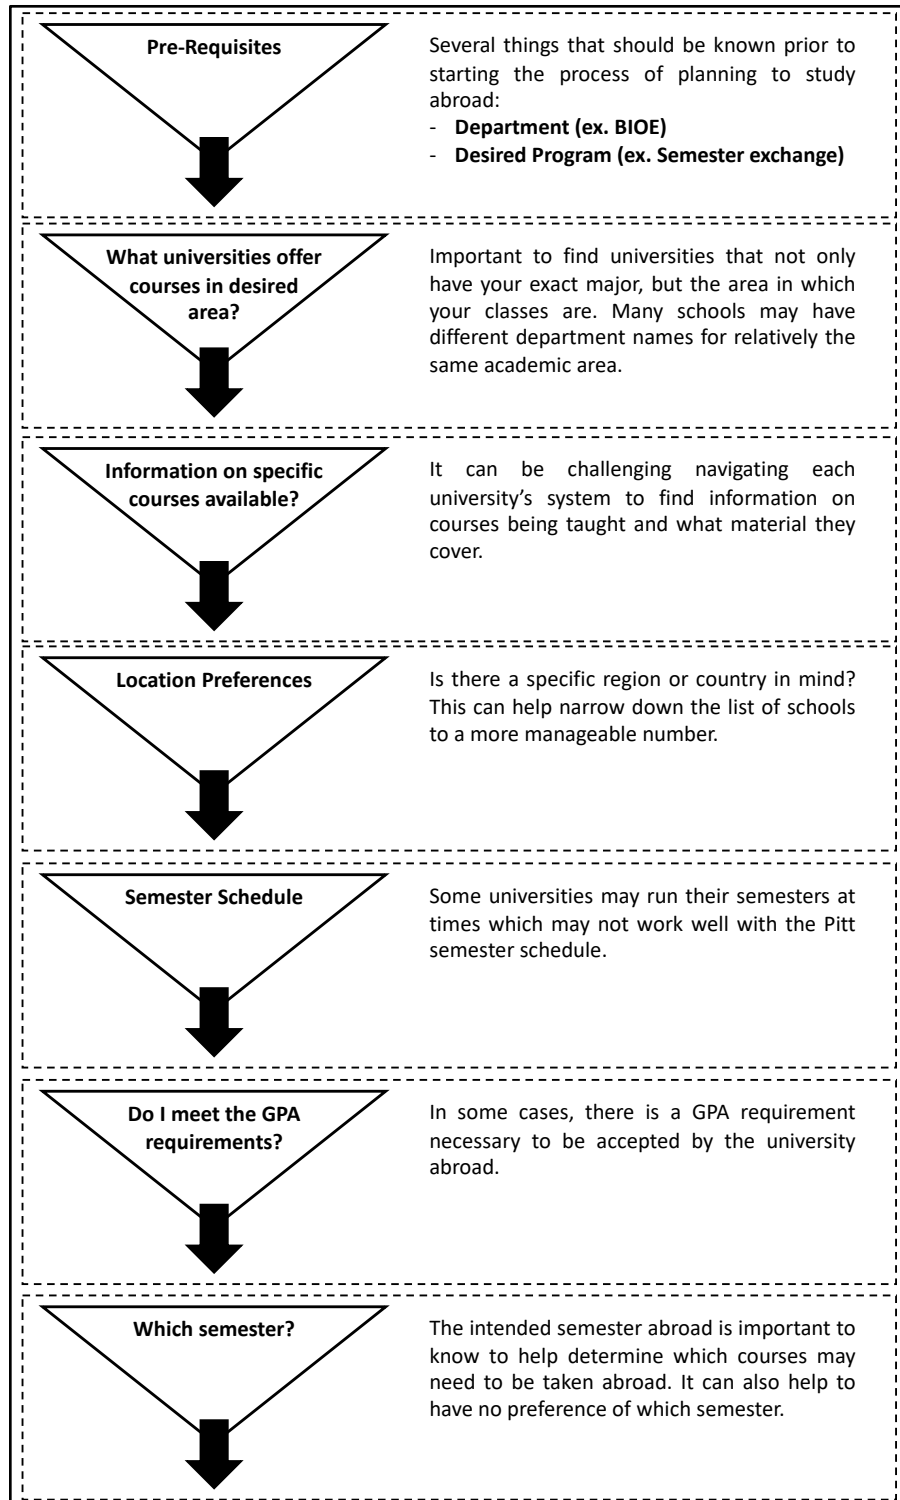 Pre-Requisites
Several things that should be known prior to
starting the process of planning to study
abroad:
- Department (ex. BIOE)
- Desired Program (ex. Semester exchange)
What universities offer
courses in desired
area?
Important to find universities that not only
have your exact major, but the area in which
your classes are. Many schools may have
different department names for relatively the
same academic area.
Information on specific
courses available?
It can be challenging navigating each
university’s system to find information on
courses being taught and what material they
cover.
Location Preferences
Is there a specific region or country in mind?
This can help narrow down the list of schools
to a more manageable number.
Semester Schedule
Some universities may run their semesters at
times which may not work well with the Pitt
semester schedule.
Do I meet the GPA
requirements?
In some cases, there is a GPA requirement
necessary to be accepted by the university
abroad.
Which semester?
The intended semester abroad is important to
know to help determine which courses may
need to be taken abroad. It can also help to
have no preference of which semester.